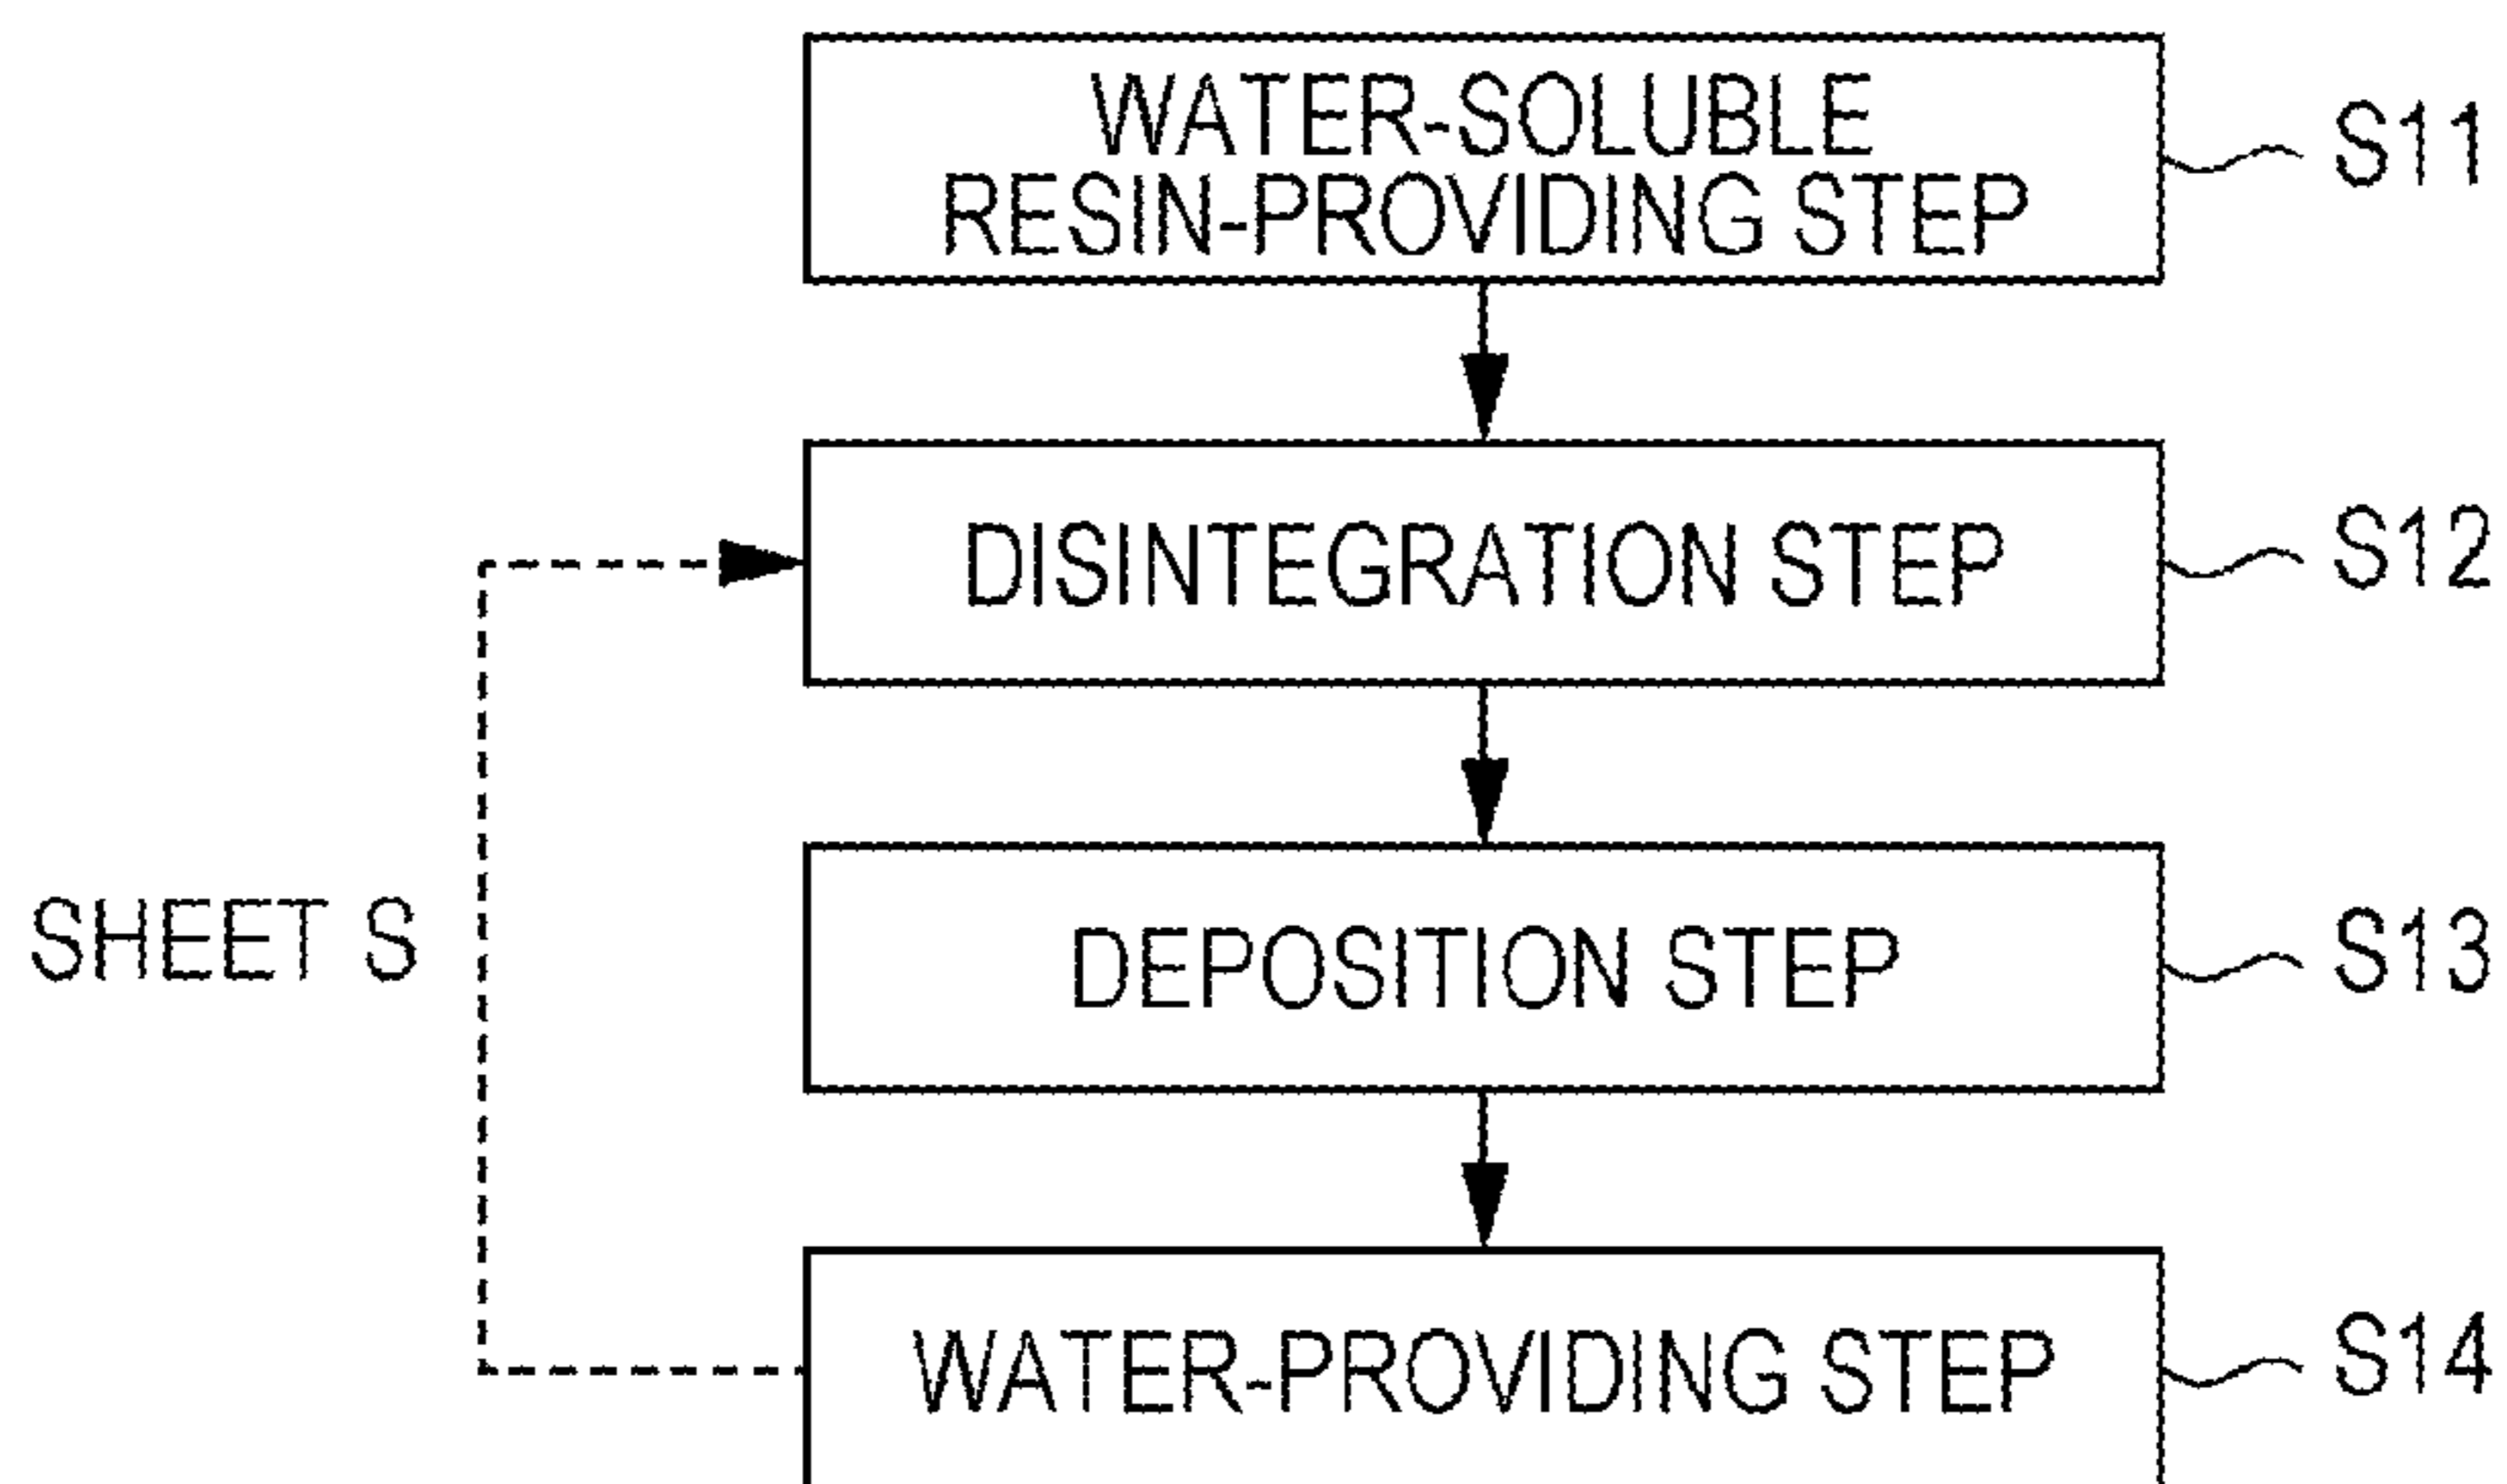 WATER-SOLUBLE
RESIN-PROVIDING STEP
S11
DISINTEGRATION STEP
S12
SHEET S
DEPOSITION STEP
S13
WATER-PROVIDING STEP
S14